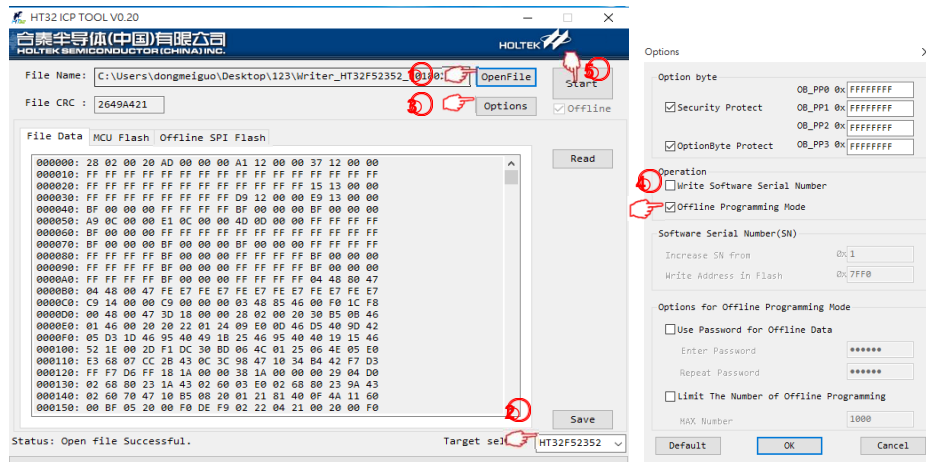 HT32 ICP TOOL V0.20
合泰半导体(中国)有限公司
HOLTEK SEMICONDUCTOR (CHINA) INC.
HOLTEK
File Name:
C:\Users\dongmeiguo\Desktop\123\Writer_HT32F52352_
1
OpenFile
5
Start
File CRC :
2649A421
3
Options
Offline
File Data
MCU Flash
Offline SPI Flash
Read
000000: 28 02 00 20 AD 00 00 00 A1 12 00 00 37 12 00 00
000010: FF FF FF FF FF FF FF FF FF FF FF FF FF FF FF FF
000020: FF FF FF FF FF FF FF FF FF FF FF FF 15 13 00 00
000030: FF FF FF FF FF FF FF FF D9 12 00 00 E9 13 00 00
000040: BF 00 00 00 FF FF FF FF BF 00 00 00 BF 00 00 00
000050: A9 0C 00 00 E1 0C 00 00 4D 0D 00 00 FF FF FF FF
000060: BF 00 00 00 FF FF FF FF FF FF FF FF FF FF FF FF
000070: BF 00 00 00 BF 00 00 00 BF 00 00 00 FF FF FF FF
000080: FF FF FF FF BF 00 00 00 FF FF FF FF BF 00 00 00
000090: FF FF FF FF BF 00 00 00 FF FF FF FF BF 00 00 00
0000A0: FF FF FF FF BF 00 00 00 FF FF FF FF 04 48 80 47
0000B0: 04 48 00 47 FE E7 FE E7 FE E7 FE E7 FE E7 FE E7
0000C0: C9 14 00 00 C9 00 00 00 03 48 85 46 00 F0 1C F8
0000D0: 00 48 00 47 3D 18 00 00 28 02 00 20 30 B5 0B 46
0000E0: 01 46 00 20 20 22 01 24 09 E0 0D 46 D5 40 9D 42
0000F0: 05 D3 1D 46 95 40 49 1B 25 46 95 40 40 19 15 46
000100: 52 1E 00 2D F1 DC 30 BD 06 4C 01 25 06 4E 05 E0
000110: E3 68 07 CC 2B 43 0C 3C 98 47 10 34 B4 42 F7 D3
000120: FF F7 D6 FF 18 1A 00 00 38 1A 00 00 00 29 04 D0
000130: 02 68 80 23 1A 43 02 60 03 E0 02 68 80 23 9A 43
000140: 02 60 70 47 10 B5 08 20 01 21 81 40 0F 4A 11 60
000150: 00 BF 05 20 00 F0 DE F9 02 22 04 21 00 20 00 F0
2
Save
Status: Open file Successful.
Target
HT32F52352
Options
Option byte
OB_PP0 0x FFFFFFFF
Security Protect
OB_PP1 0x FFFFFFFF
OB_PP2 0x FFFFFFFF
OptionByte Protect
OB_PP3 0x FFFFFFFF
Operation
4
Write Software Serial Number
Offline Programming Mode
Software Serial Number(SN)
Increase SN from
0x 1
Write Address in Flash
0x 7FF0
Options for Offline Programming Mode
Use Password for Offline Data
Enter Password
******
Repeat Password
******
Limit The Number of Offline Programming
MAX Number
1000
Default
OK
Cancel